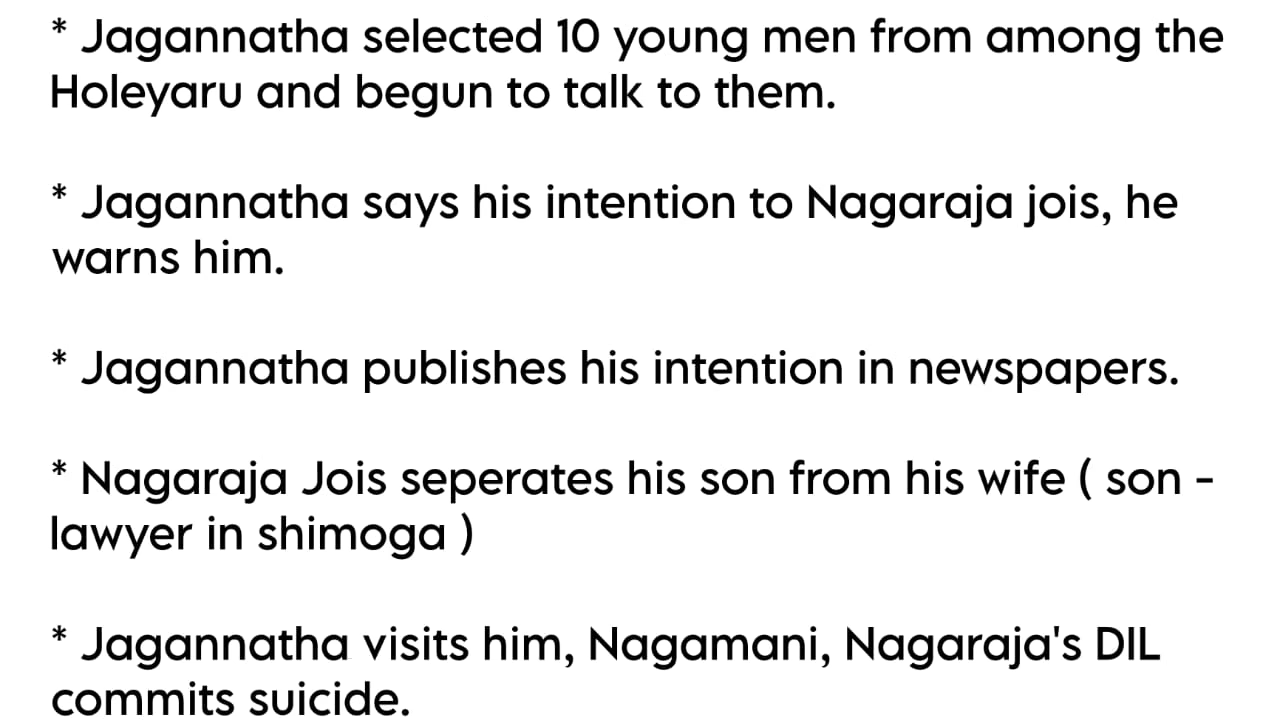 * Jagannatha selected 10 young men from among the
Holeyaru and begun to talk to them.
* Jagannatha says his intention to Nagaraja jois, he
warns him.
* Jagannatha publishes his intention in newspapers.
* Nagaraja Jois seperates his son from his wife ( son -
lawyer in shimoga )
* Jagannatha visits him, Nagamani, Nagaraja's DIL
commits suicide.